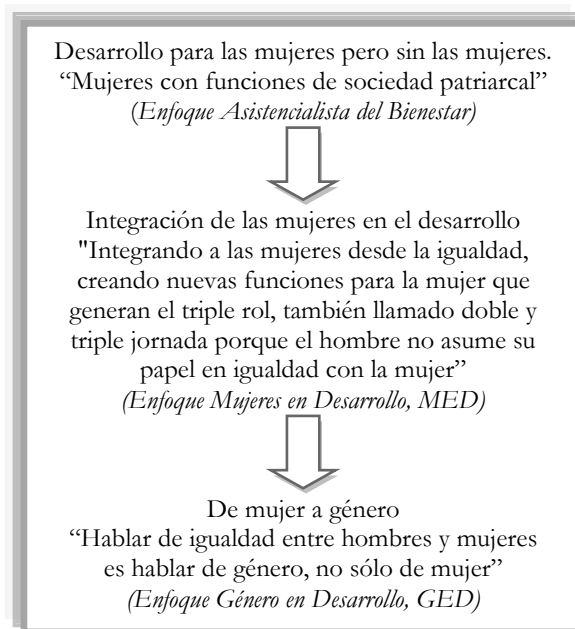 Desarrollo para las mujeres pero sin las mujeres.
“Mujeres con funciones de sociedad patriarcal”
(Enfoque Asistencialista del Bienestar)
Integración de las mujeres en el desarrollo
"Integrando a las mujeres desde la igualdad,
creando nuevas funciones para la mujer que
generan el triple rol, también llamado doble y
triple jornada porque el hombre no asume su
papel en igualdad con la mujer”
(Enfoque Mujeres en Desarrollo, MED)
De mujer a género
“Hablar de igualdad entre hombres y mujeres
es hablar de género, no sólo de mujer”
(Enfoque Género en Desarrollo, GED)